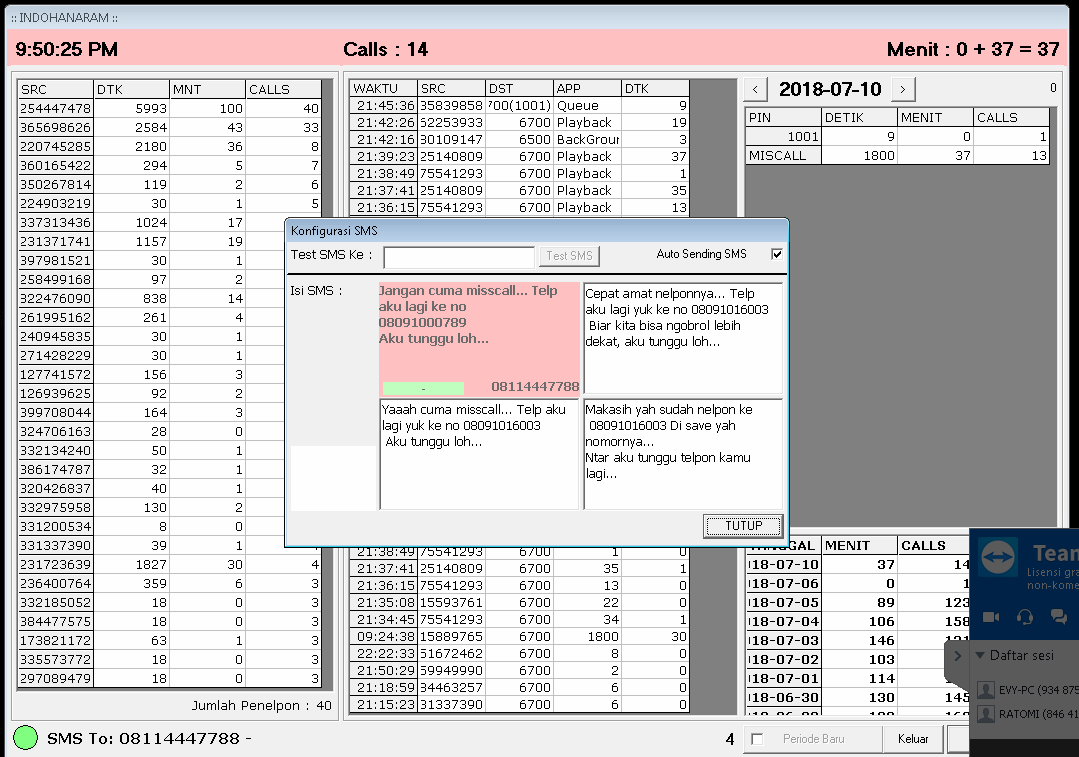 :: INDOHANARAM ::
9:50:25 PM Calls : 14 Menit : 0 + 37 = 37
SRC DTK MNT CALLS
254447478 5993 100 40
365698626 2584 43 33
220745285 2180 36 8
360165422 294 5 7
350267814 119 2 6
224903219 30 1 5
337313436 1024 17
231371741 1157 19
397981521 30 1
258499168 97 2
322476090 838 14
261995162 261 4
240945835 30 1
271428229 30 1
127741572 156 3
126939625 92 2
399708044 164 3
324706163 28 0
332134240 50 1
386174787 32 1
320426837 40 1
332975958 130 2
331200534 8 0
331337390 39 1
231723639 1827 30 4
236400764 359 6 3
332185052 18 0 3
384477575 18 0 3
173821172 63 1 3
335573772 18 0 3
297089479 18 0 3
Jumlah Penelpon : 40
WAKTU SRC DST APP DTK
21:45:36 35839858 700(1001) Queue 9
21:42:26 52253933 6700 Playback 19
21:42:16 30109147 6500 BackGrour 3
21:39:23 25140809 6700 Playback 37
21:38:49 75541293 6700 Playback 1
21:37:41 25140809 6700 Playback 35
21:36:15 75541293 6700 Playback 13
< 2018-07-10 > 0
PIN DETIK MENIT CALLS
1001 9 0 1
MISCALL 1800 37 13
Konfigurasi SMS
Test SMS Ke : Test SMS Auto Sending SMS
Isi SMS :
Jangan cuma misscall... Telp
aku lagi ke no
08091000789
Aku tunggu loh...
- 08114447788
Cepat amat nelponnya... Telp
aku lagi yuk ke no 08091016003
Biar kita bisa ngobrol lebih
dekat, aku tunggu loh...
Yaaah cuma misscall... Telp aku
lagi yuk ke no 08091016003
Aku tunggu loh...
Makasih yah sudah nelpon ke
08091016003 Di save yah
nomornya...
Ntar aku tunggu telpon kamu
lagi...
TUTUP
21:38:49 75541293 6700 1 0
21:37:41 25140809 6700 35 1
21:36:15 75541293 6700 13 0
21:35:08 15593761 6700 22 0
21:34:45 75541293 6700 34 1
09:24:38 15889765 6700 1800 30
22:22:33 51672462 6700 8 0
21:50:29 59949990 6700 2 0
21:18:59 34463257 6700 6 0
21:15:23 31337390 6700 6 0
MENIT CALLS
18-07-10 37 14
18-07-06 0 1
18-07-05 89 123
18-07-04 106 158
18-07-03 146
18-07-02 103
18-07-01 114
18-06-30 130 145
Team
Lisensi gra
non-kome
> Daftar sesi
EVY-PC (934 875
RATOMI (846 41
SMS To: 08114447788 -
4 Periode Baru Keluar